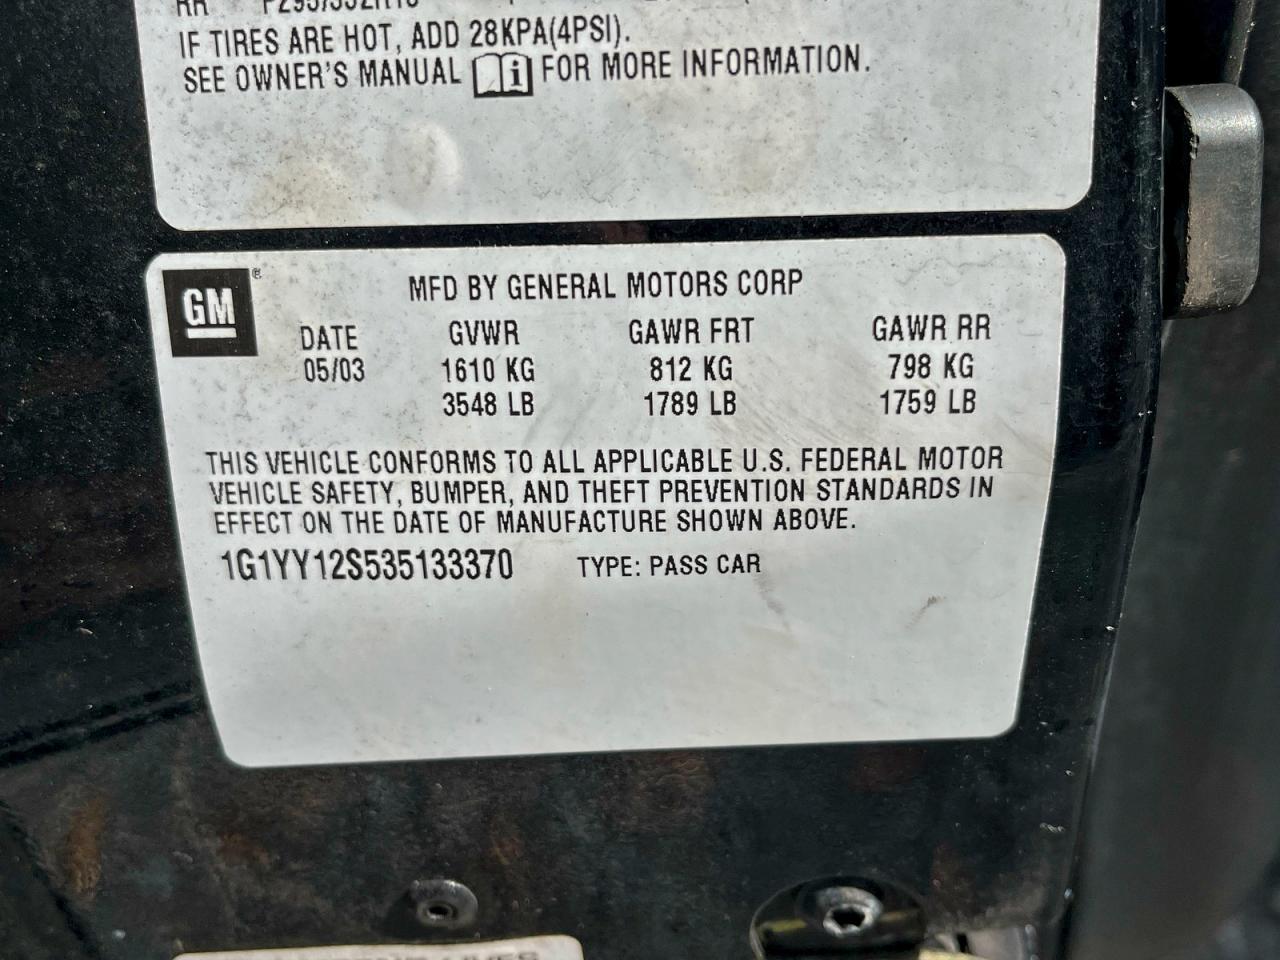 IF TIRES ARE HOT, ADD 28KPA(4PSI).
SEE OWNER'S MANUAL i FOR MORE INFORMATION.
GM ®
MFD BY GENERAL MOTORS CORP
DATE GVWR GAWR FRT GAWR RR
05/03 1610 KG 812 KG 798 KG
3548 LB 1789 LB 1759 LB
THIS VEHICLE CONFORMS TO ALL APPLICABLE U.S. FEDERAL MOTOR
VEHICLE SAFETY, BUMPER, AND THEFT PREVENTION STANDARDS IN
EFFECT ON THE DATE OF MANUFACTURE SHOWN ABOVE.
1G1YY12S535133370 TYPE: PASS CAR